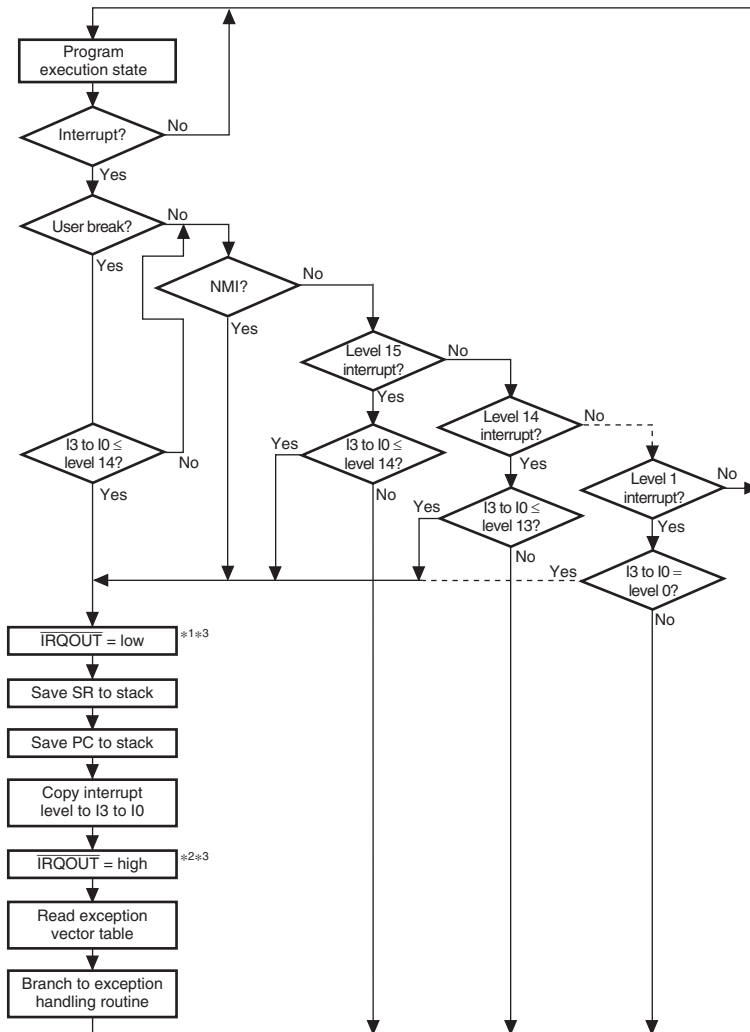 Program
execution state
Interrupt?
No
Yes
User break?
No
Yes
NMI?
No
Yes
Level 15
interrupt?
No
Yes
Level 14
interrupt?
No
Yes
I3 to I0 ≤
level 14?
No
Yes
Yes
I3 to I0 ≤
level 14?
No
Level 1
interrupt?
No
Yes
Yes
I3 to I0 ≤
level 13?
No
Yes
I3 to I0 =
level 0?
No
IRQOUT = low
*1*3
Save SR to stack
Save PC to stack
Copy interrupt
level to I3 to I0
IRQOUT = high
*2*3
Read exception
vector table
Branch to exception
handling routine